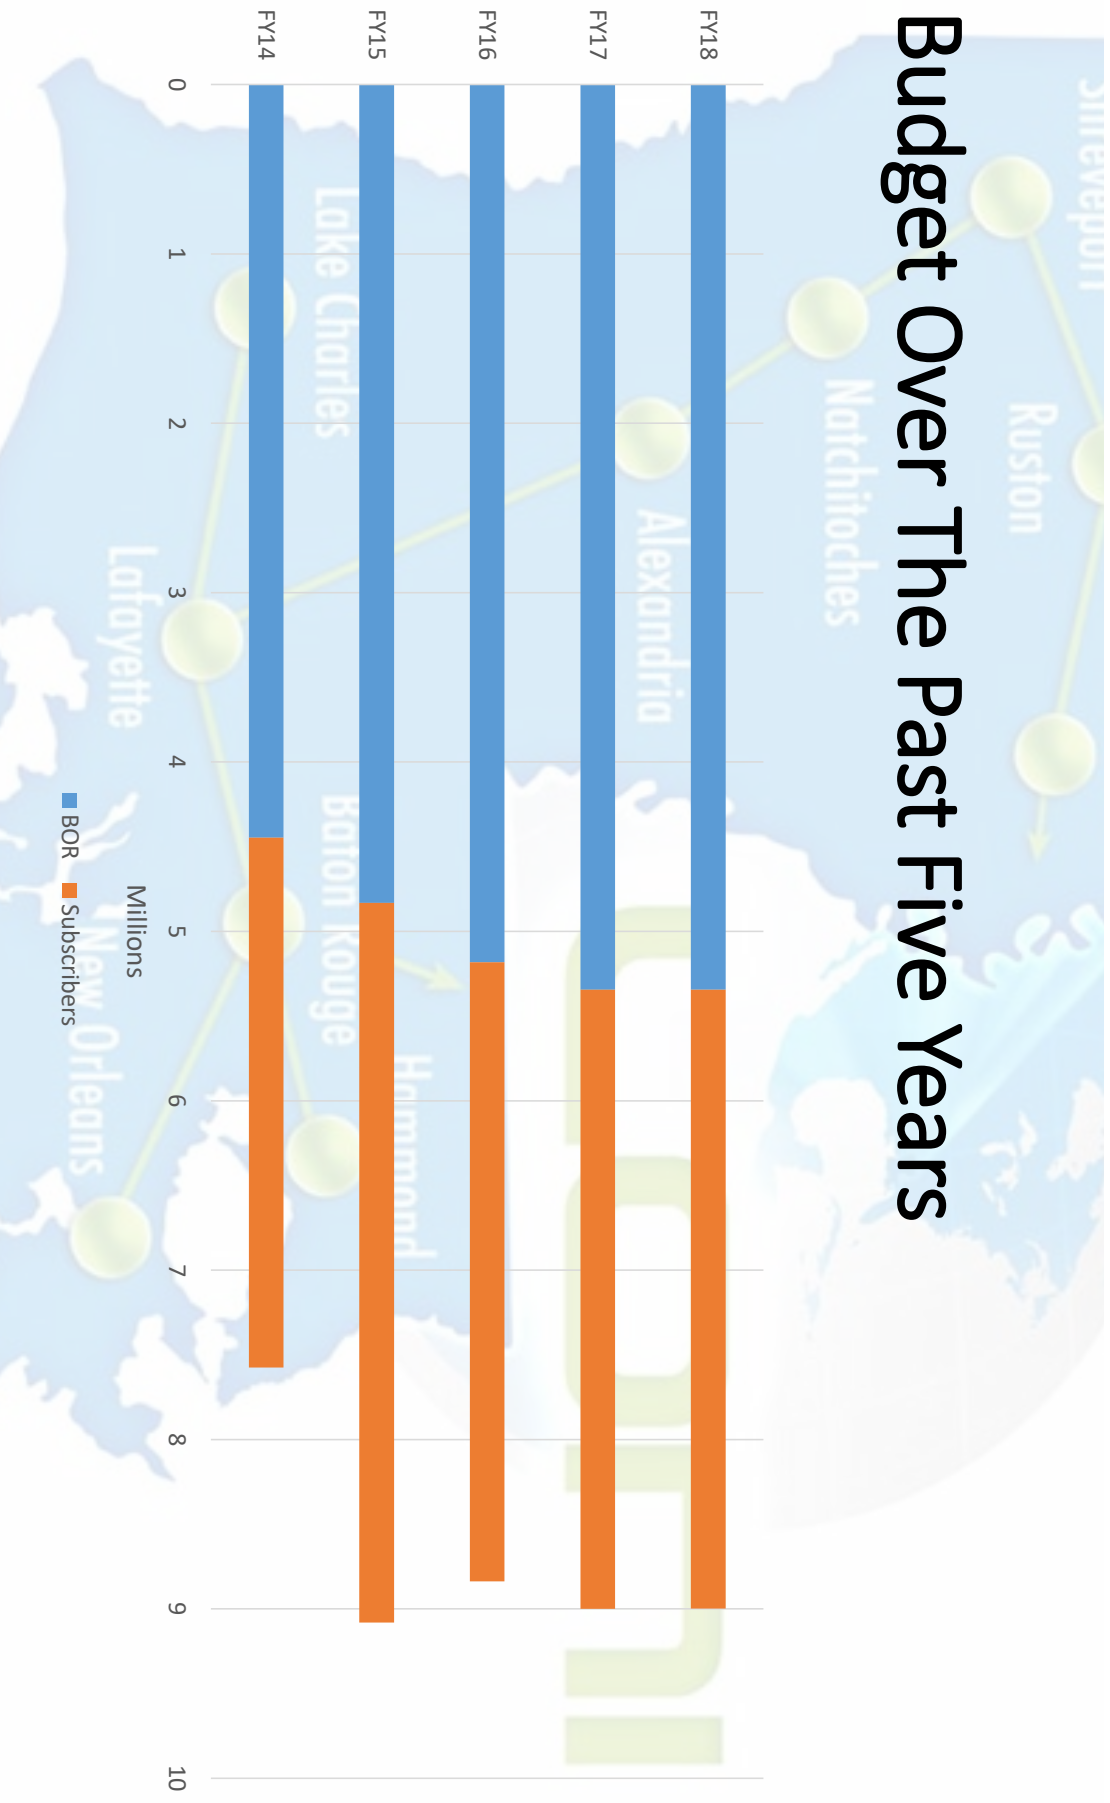 Budget Over The Past Five Years
FY18
FY17
FY16
FY15
FY14
0
1
2
3
4
5
6
7
8
9
10
Millions
BOR
Subscribers
Shreveport
Ruston
Natchitoches
Alexandria
Lake Charles
Lafayette
Baton Rouge
Hammond
New Orleans